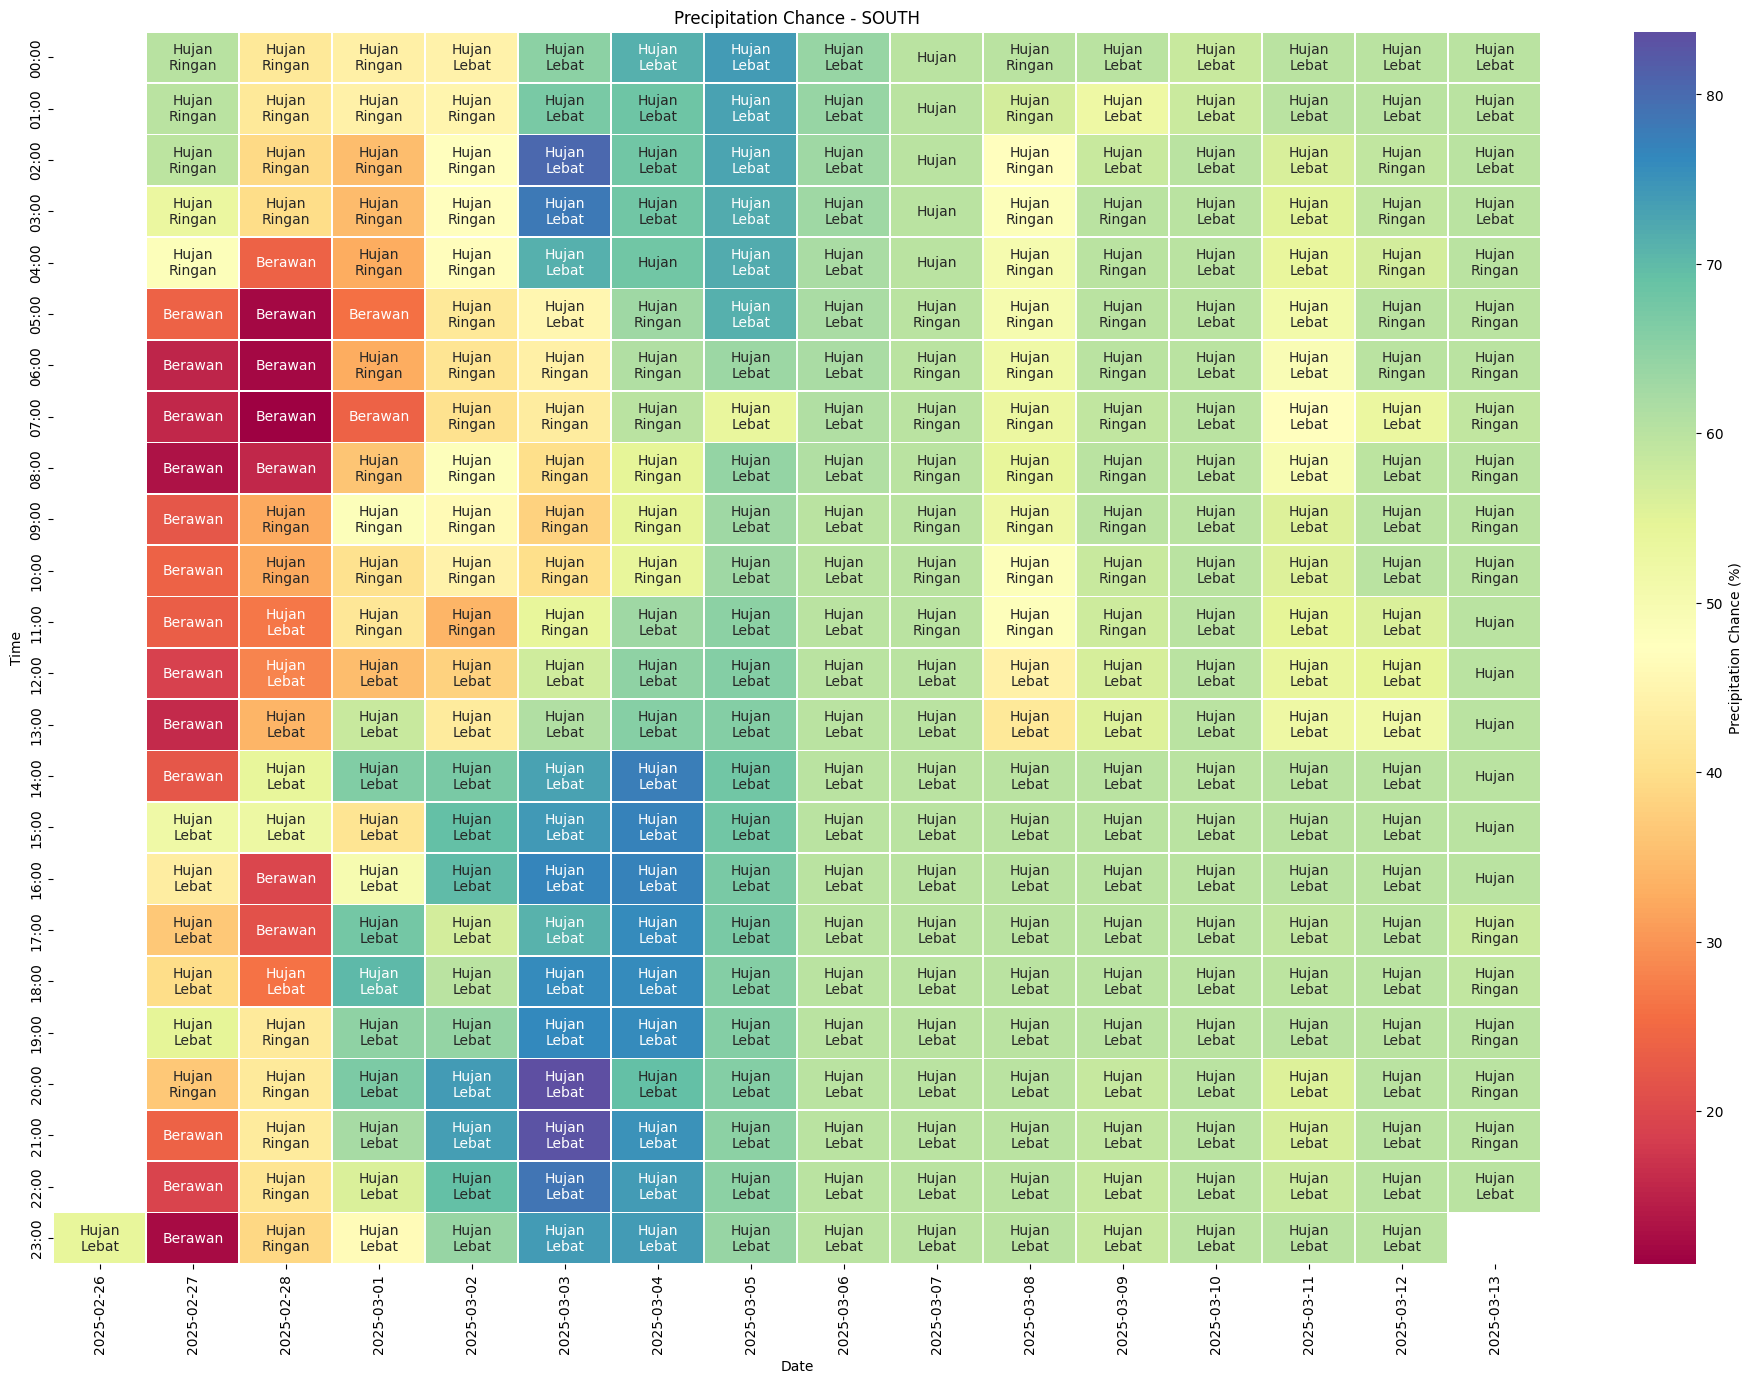 Precipitation Chance - SOUTH
00:00 Hujan Ringan Hujan Ringan Hujan Ringan Hujan Lebat Hujan Lebat Hujan Lebat Hujan Lebat Hujan Lebat Hujan Hujan Ringan Hujan Lebat Hujan Lebat Hujan Lebat Hujan Lebat Hujan Lebat
01:00 Hujan Ringan Hujan Ringan Hujan Ringan Hujan Ringan Hujan Lebat Hujan Lebat Hujan Lebat Hujan Lebat Hujan Hujan Ringan Hujan Lebat Hujan Lebat Hujan Lebat Hujan Lebat Hujan Lebat
02:00 Hujan Ringan Hujan Ringan Hujan Ringan Hujan Ringan Hujan Lebat Hujan Lebat Hujan Lebat Hujan Lebat Hujan Hujan Ringan Hujan Lebat Hujan Lebat Hujan Lebat Hujan Ringan Hujan Lebat
03:00 Hujan Ringan Hujan Ringan Hujan Ringan Hujan Ringan Hujan Lebat Hujan Lebat Hujan Lebat Hujan Lebat Hujan Hujan Ringan Hujan Ringan Hujan Lebat Hujan Lebat Hujan Ringan Hujan Lebat
04:00 Hujan Ringan Berawan Hujan Ringan Hujan Ringan Hujan Lebat Hujan Hujan Lebat Hujan Lebat Hujan Hujan Ringan Hujan Ringan Hujan Lebat Hujan Lebat Hujan Ringan Hujan Ringan
05:00 Berawan Berawan Berawan Hujan Ringan Hujan Lebat Hujan Ringan Hujan Lebat Hujan Lebat Hujan Ringan Hujan Ringan Hujan Ringan Hujan Lebat Hujan Lebat Hujan Ringan Hujan Ringan
06:00 Berawan Berawan Hujan Ringan Hujan Ringan Hujan Ringan Hujan Ringan Hujan Lebat Hujan Lebat Hujan Ringan Hujan Ringan Hujan Ringan Hujan Lebat Hujan Lebat Hujan Ringan Hujan Ringan
07:00 Berawan Berawan Berawan Hujan Ringan Hujan Ringan Hujan Ringan Hujan Lebat Hujan Lebat Hujan Ringan Hujan Ringan Hujan Ringan Hujan Lebat Hujan Lebat Hujan Lebat Hujan Ringan
08:00 Berawan Berawan Hujan Ringan Hujan Ringan Hujan Ringan Hujan Ringan Hujan Lebat Hujan Lebat Hujan Ringan Hujan Ringan Hujan Ringan Hujan Lebat Hujan Lebat Hujan Lebat Hujan Ringan
09:00 Berawan Hujan Ringan Hujan Ringan Hujan Ringan Hujan Ringan Hujan Ringan Hujan Lebat Hujan Lebat Hujan Ringan Hujan Ringan Hujan Ringan Hujan Lebat Hujan Lebat Hujan Lebat Hujan Ringan
10:00 Berawan Hujan Ringan Hujan Ringan Hujan Ringan Hujan Ringan Hujan Ringan Hujan Lebat Hujan Lebat Hujan Ringan Hujan Ringan Hujan Ringan Hujan Lebat Hujan Lebat Hujan Lebat Hujan Ringan
11:00 Berawan Hujan Lebat Hujan Ringan Hujan Ringan Hujan Ringan Hujan Lebat Hujan Lebat Hujan Lebat Hujan Ringan Hujan Ringan Hujan Ringan Hujan Lebat Hujan Lebat Hujan Lebat Hujan
12:00 Berawan Hujan Lebat Hujan Lebat Hujan Lebat Hujan Lebat Hujan Lebat Hujan Lebat Hujan Lebat Hujan Lebat Hujan Lebat Hujan Lebat Hujan Lebat Hujan Lebat Hujan Lebat Hujan
13:00 Berawan Hujan Lebat Hujan Lebat Hujan Lebat Hujan Lebat Hujan Lebat Hujan Lebat Hujan Lebat Hujan Lebat Hujan Lebat Hujan Lebat Hujan Lebat Hujan Lebat Hujan Lebat Hujan
14:00 Berawan Hujan Lebat Hujan Lebat Hujan Lebat Hujan Lebat Hujan Lebat Hujan Lebat Hujan Lebat Hujan Lebat Hujan Lebat Hujan Lebat Hujan Lebat Hujan Lebat Hujan Lebat Hujan
15:00 Hujan Lebat Hujan Lebat Hujan Lebat Hujan Lebat Hujan Lebat Hujan Lebat Hujan Lebat Hujan Lebat Hujan Lebat Hujan Lebat Hujan Lebat Hujan Lebat Hujan Lebat Hujan Lebat Hujan
16:00 Hujan Lebat Berawan Hujan Lebat Hujan Lebat Hujan Lebat Hujan Lebat Hujan Lebat Hujan Lebat Hujan Lebat Hujan Lebat Hujan Lebat Hujan Lebat Hujan Lebat Hujan Lebat Hujan
17:00 Hujan Lebat Berawan Hujan Lebat Hujan Lebat Hujan Lebat Hujan Lebat Hujan Lebat Hujan Lebat Hujan Lebat Hujan Lebat Hujan Lebat Hujan Lebat Hujan Lebat Hujan Lebat Hujan Ringan
18:00 Hujan Lebat Hujan Lebat Hujan Lebat Hujan Lebat Hujan Lebat Hujan Lebat Hujan Lebat Hujan Lebat Hujan Lebat Hujan Lebat Hujan Lebat Hujan Lebat Hujan Lebat Hujan Lebat Hujan Ringan
19:00 Hujan Lebat Hujan Ringan Hujan Lebat Hujan Lebat Hujan Lebat Hujan Lebat Hujan Lebat Hujan Lebat Hujan Lebat Hujan Lebat Hujan Lebat Hujan Lebat Hujan Lebat Hujan Lebat Hujan Ringan
20:00 Hujan Ringan Hujan Ringan Hujan Lebat Hujan Lebat Hujan Lebat Hujan Lebat Hujan Lebat Hujan Lebat Hujan Lebat Hujan Lebat Hujan Lebat Hujan Lebat Hujan Lebat Hujan Lebat Hujan Ringan
21:00 Berawan Hujan Ringan Hujan Lebat Hujan Lebat Hujan Lebat Hujan Lebat Hujan Lebat Hujan Lebat Hujan Lebat Hujan Lebat Hujan Lebat Hujan Lebat Hujan Lebat Hujan Lebat Hujan Ringan
22:00 Berawan Hujan Ringan Hujan Lebat Hujan Lebat Hujan Lebat Hujan Lebat Hujan Lebat Hujan Lebat Hujan Lebat Hujan Lebat Hujan Lebat Hujan Lebat Hujan Lebat Hujan Lebat Hujan Lebat
23:00 Hujan Lebat Berawan Hujan Ringan Hujan Lebat Hujan Lebat Hujan Lebat Hujan Lebat Hujan Lebat Hujan Lebat Hujan Lebat Hujan Lebat Hujan Lebat Hujan Lebat Hujan Lebat Hujan Lebat
Time
2025-02-26 2025-02-27 2025-02-28 2025-03-01 2025-03-02 2025-03-03 2025-03-04 2025-03-05 2025-03-06 2025-03-07 2025-03-08 2025-03-09 2025-03-10 2025-03-11 2025-03-12 2025-03-13
Date
80
70
60
50
40
30
20
Precipitation Chance (%)